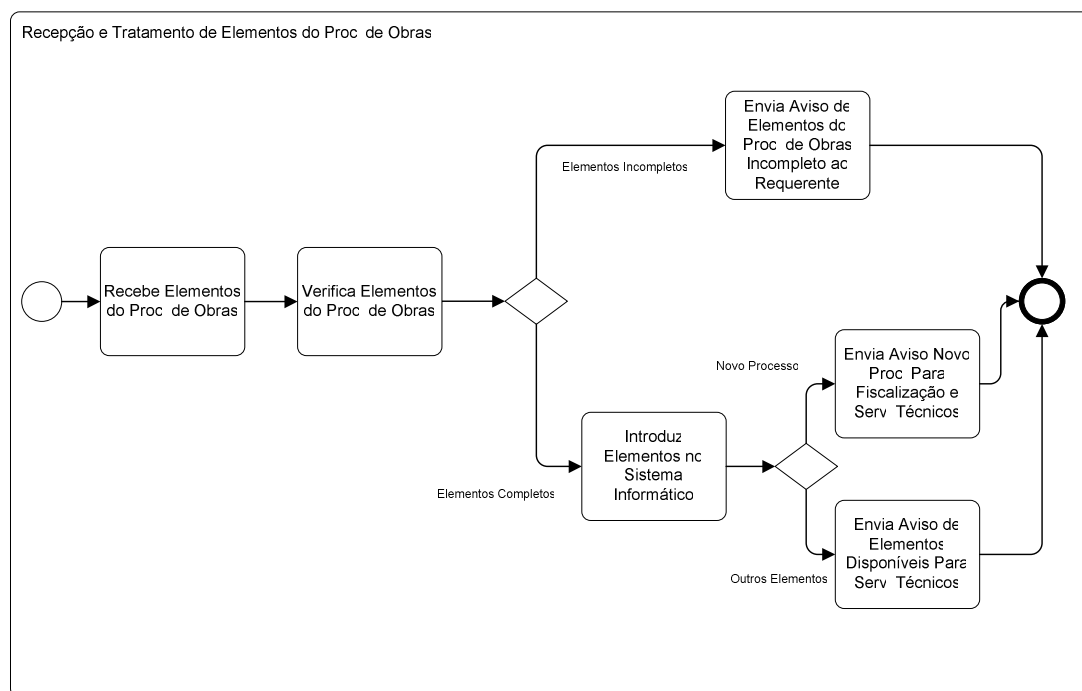 Recepção e Tratamento de Elementos do Proc de Obras
Envia Aviso de
Elementos do
Proc de Obras
Incompleto ao
Requerente
Elementos Incompletos
Recebe Elementos
do Proc de Obras
Verifica Elementos
do Proc de Obras
Novo Processo
Envia Aviso Novo
Proc Para
Fiscalização e
Serv Técnicos
Introduz
Elementos no
Sistema
Informático
Elementos Completos
Envia Aviso de
Elementos
Disponíveis Para
Serv Técnicos
Outros Elementos